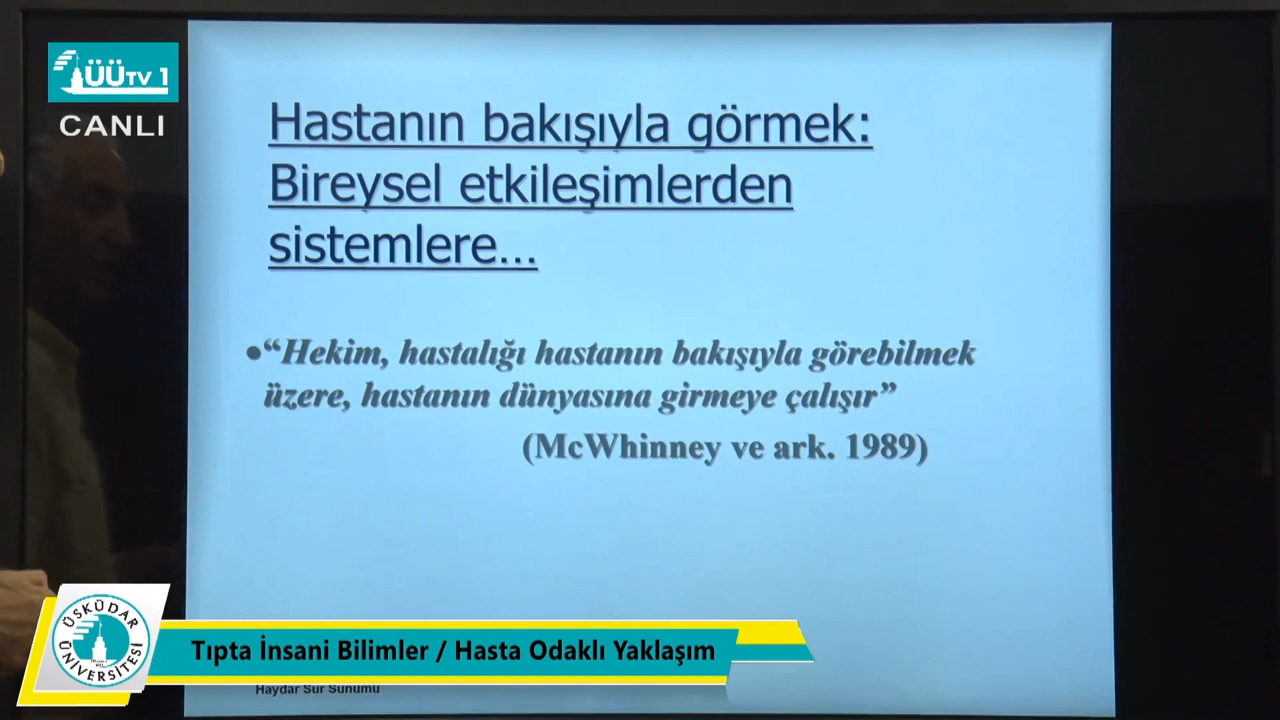 ÜÜTV 1
CANLI
Hastanın bakışıyla görmek:
Bireysel etkileşimlerden
sistemlere...
•“Hekim, hastalığı hastanın bakışıyla görebilmek
üzere, hastanın dünyasına girmeye çalışır”
(McWhinney ve ark. 1989)
ÜSKÜDAR
ÜNİVERSİTESİ
Tıpta İnsani Bilimler / Hasta Odaklı Yaklaşım
Haydar Sur Sunumu